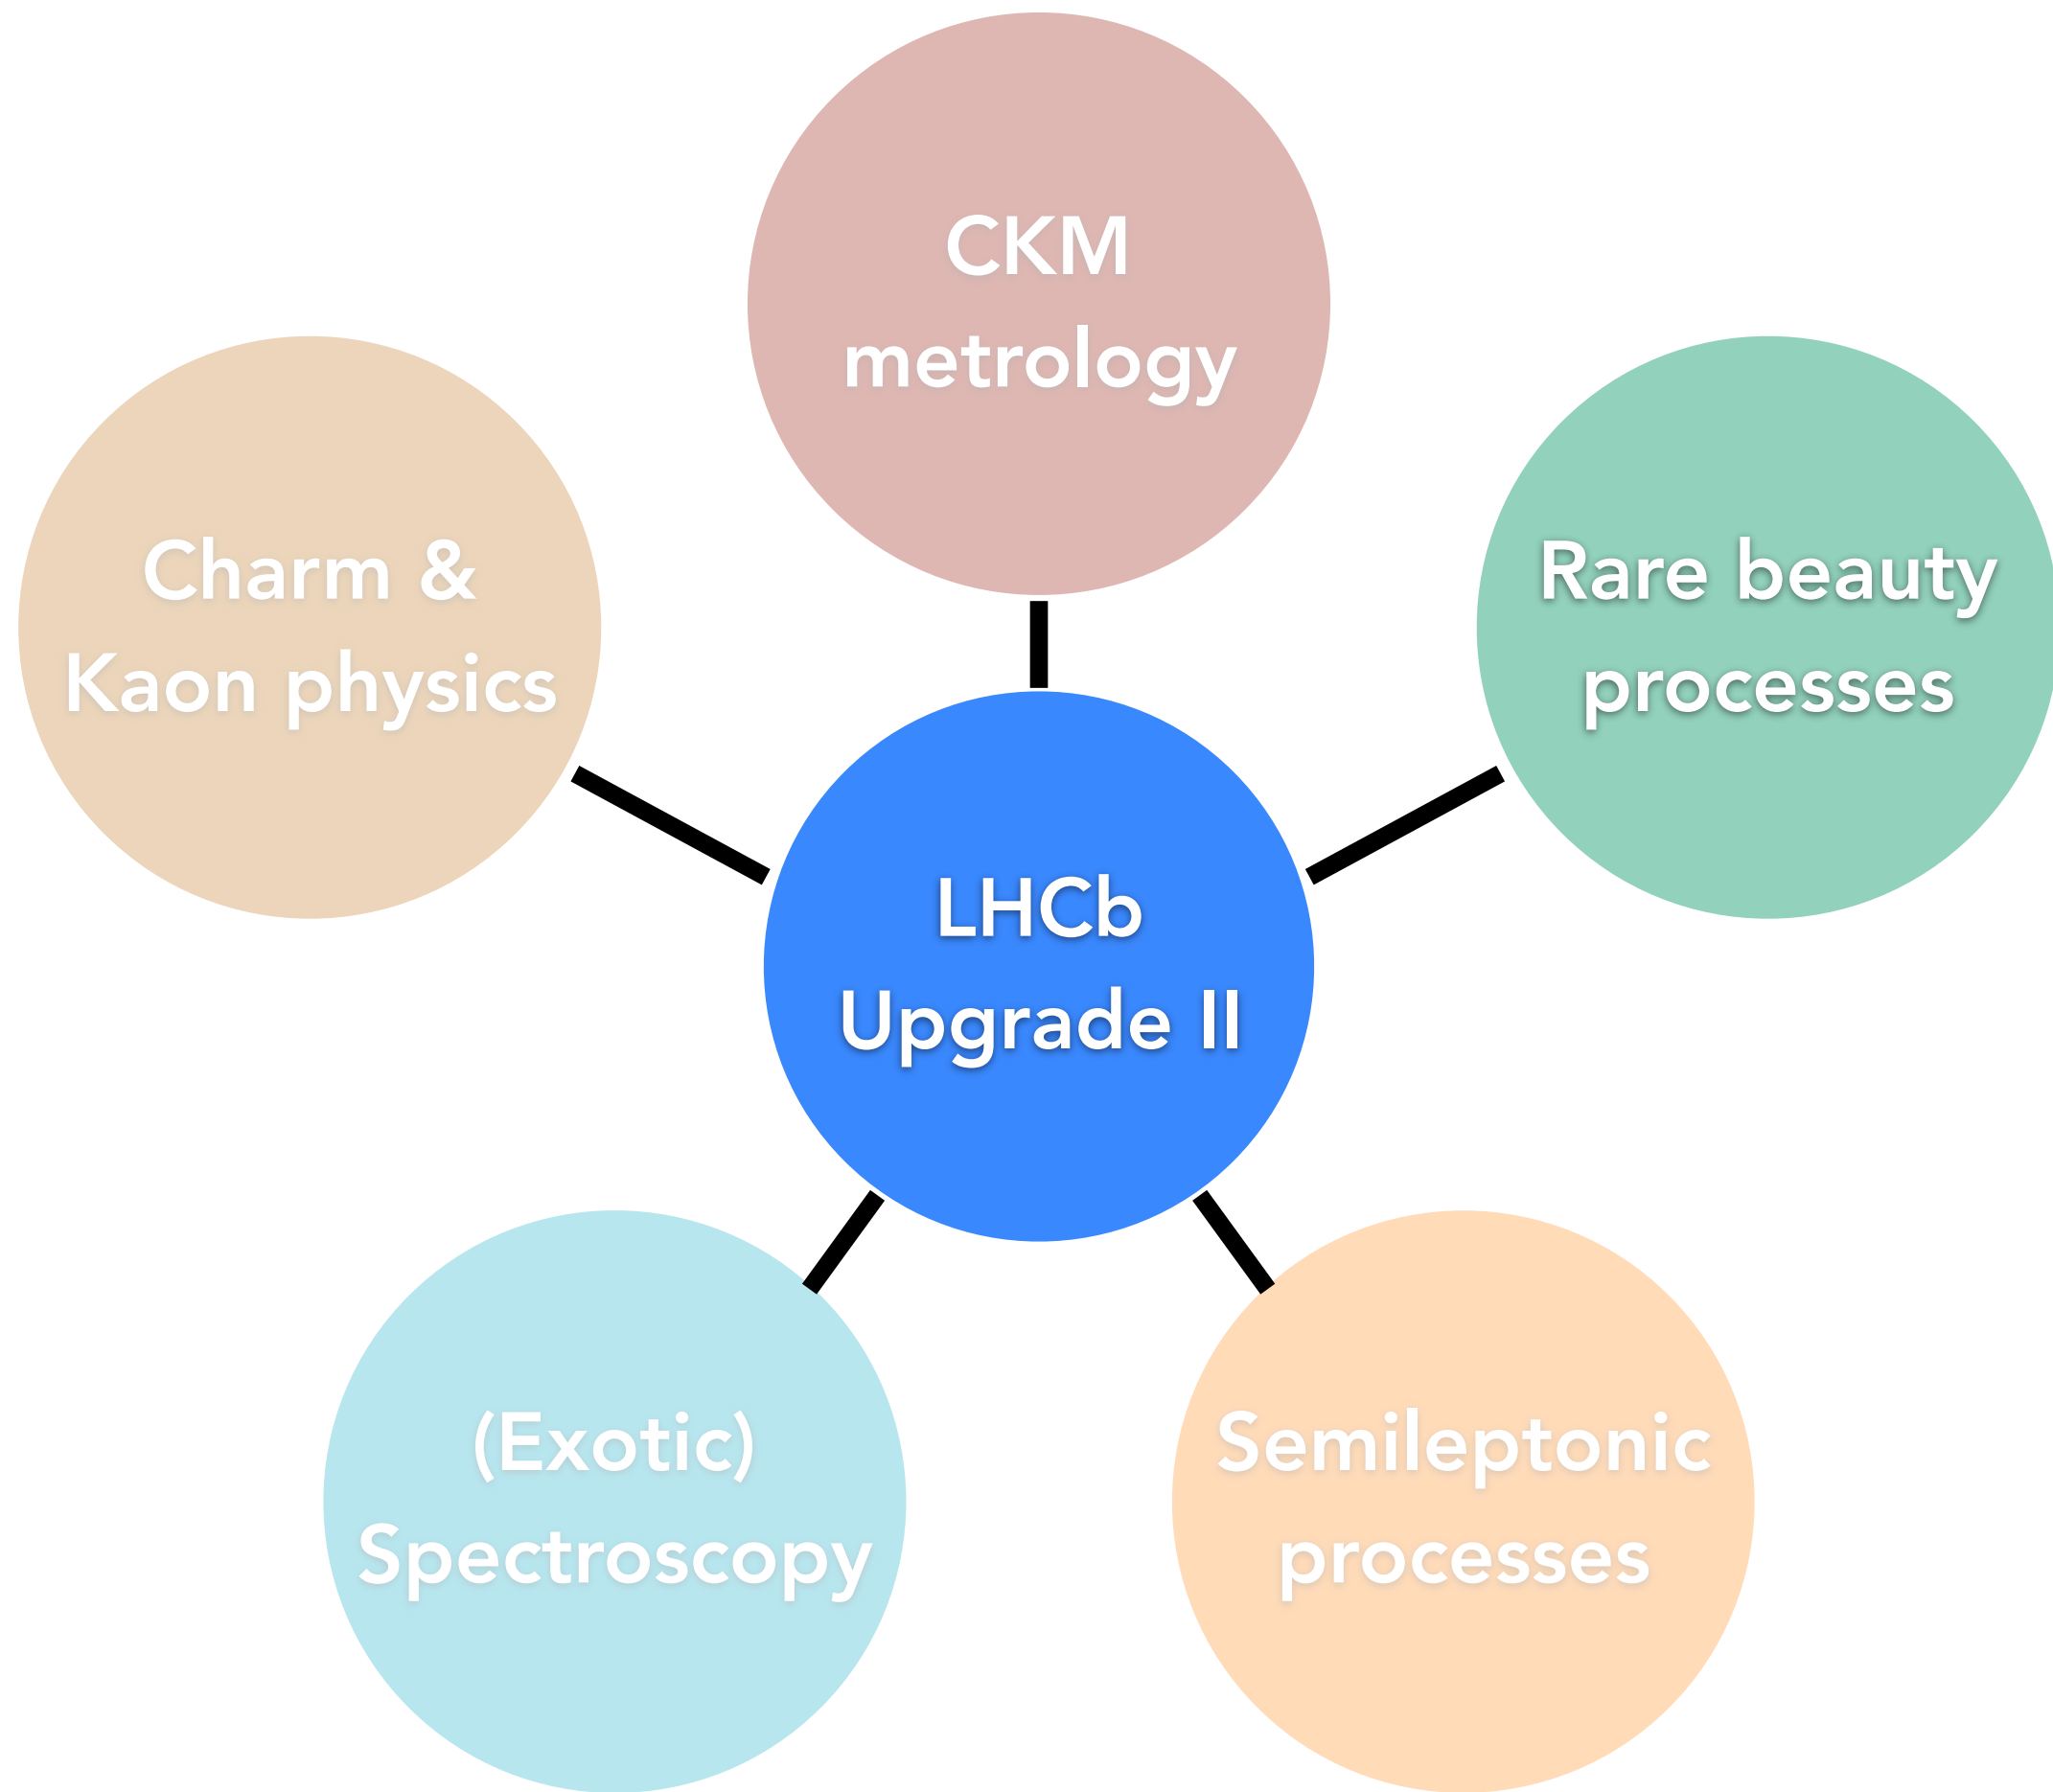 CKM
metrology
Charm &
Kaon physics
Rare beauty
processes
LHCb
Upgrade II
(Exotic)
Spectroscopy
Semileptonic
processes